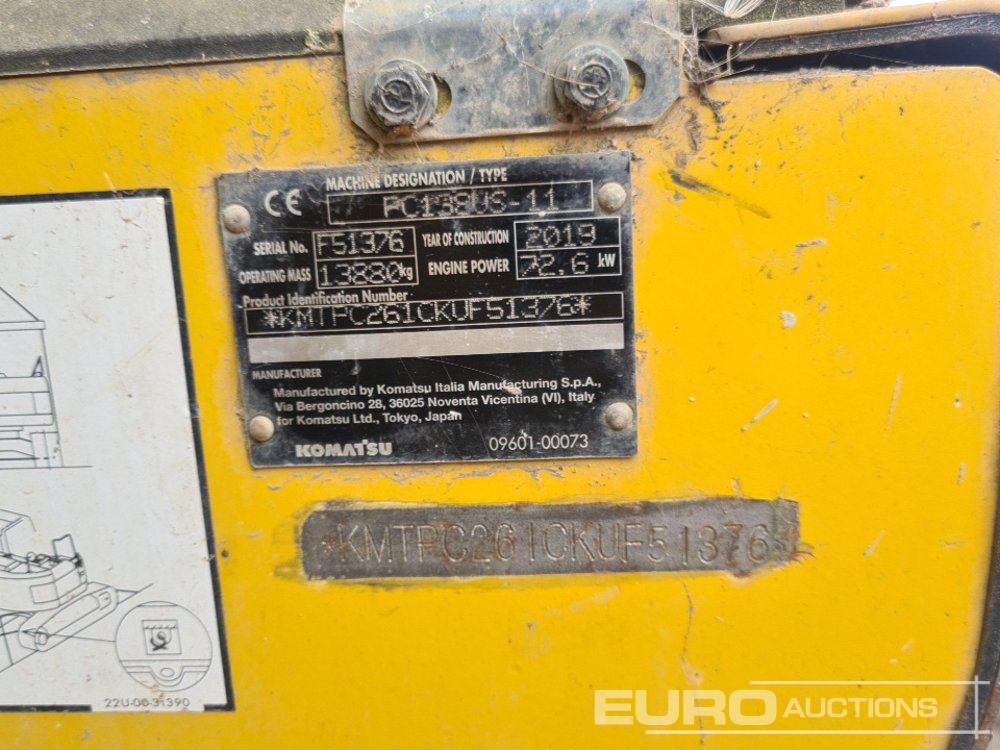 CE
MACHINE DESIGNATION / TYPE
PC138US-11
SERIAL No. F51376 YEAR OF CONSTRUCTION 2019
OPERATING MASS 13880 kg ENGINE POWER 72.6 kW
Product Identification Number
*KMTPC261CKUF51376*
MANUFACTURER
Manufactured by Komatsu Italia Manufacturing S.p.A.,
Via Bergoncino 28, 36025 Noventa Vicentina (VI), Italy
for Komatsu Ltd., Tokyo, Japan
KOMATSU 09601-00073
*KMTPC261CKUF51376*
22U-00-31390
EURO AUCTIONS